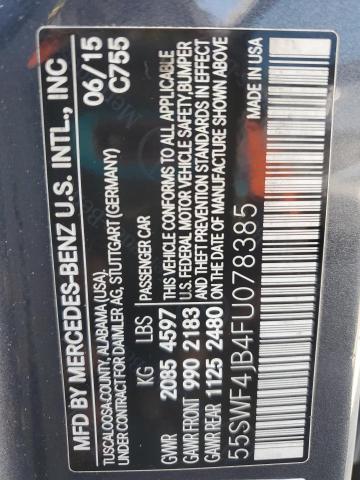 MFD BY MERCEDES-BENZ U.S. INTL., INC
TUSCALOOSA COUNTY, ALABAMA (USA)
UNDER CONTRACT FOR DAIMLER AG, STUTTGART (GERMANY)
06/15
C755
KG LBS PASSENGER CAR
GVWR 2085 4597
GAWR FRONT 990 2183
GAWR REAR 1125 2480
THIS VEHICLE CONFORMS TO ALL APPLICABLE
U.S. FEDERAL MOTOR VEHICLE SAFETY, BUMPER
AND THEFT PREVENTION STANDARDS IN EFFECT
ON THE DATE OF MANUFACTURE SHOWN ABOVE
55SWF4JB4FU078385
MADE IN USA